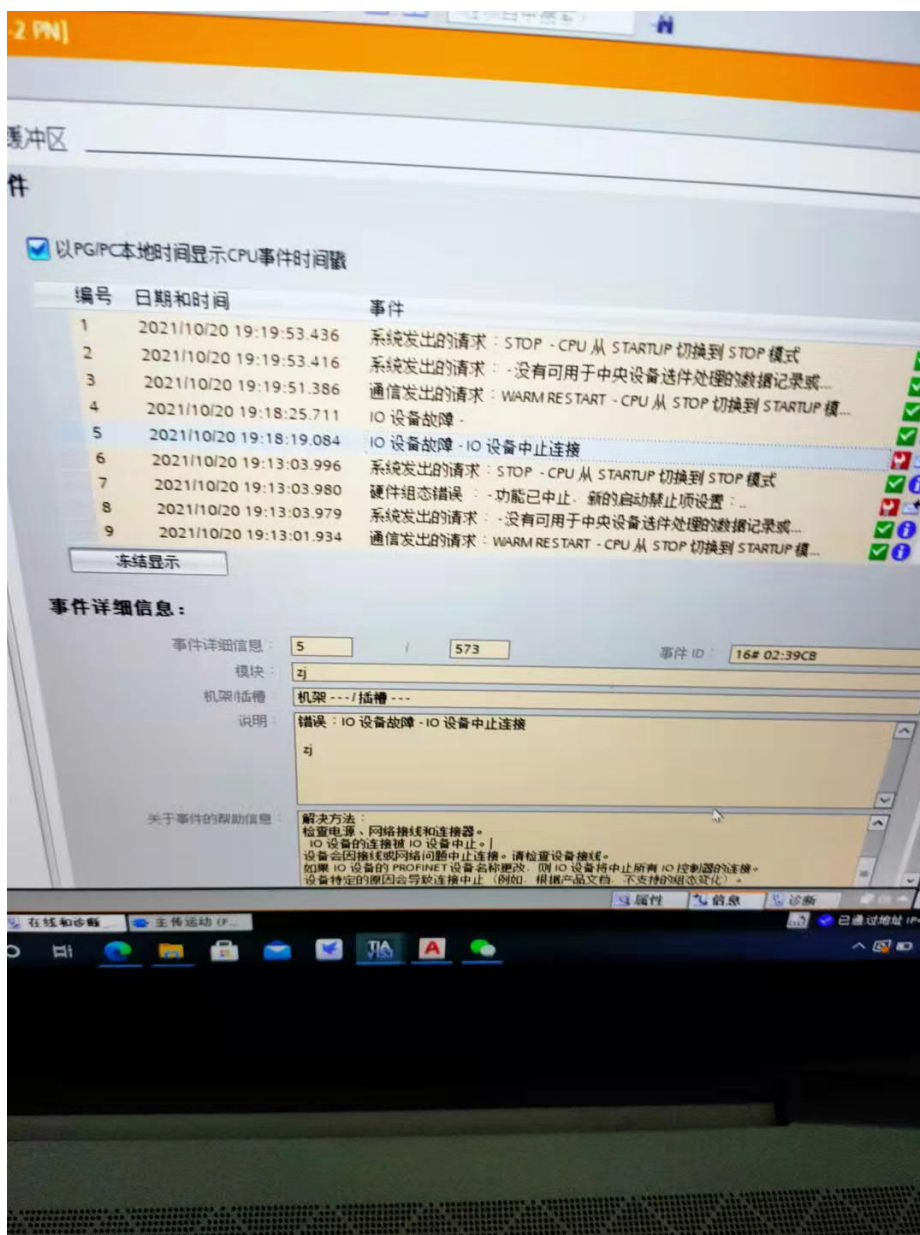 -2 PN]
缓冲区
件
以PG/PC本地时间显示CPU事件时间戳
编号 日期和时间 事件
1 2021/10/20 19:19:53.436 系统发出的请求：STOP - CPU 从 STARTUP 切换到 STOP 模式
2 2021/10/20 19:19:53.416 系统发出的请求： -没有可用于中央设备选件处理的数据记录或...
3 2021/10/20 19:19:51.386 通信发出的请求：WARM RESTART - CPU 从 STOP 切换到 STARTUP 模...
4 2021/10/20 19:18:25.711 IO 设备故障 -
5 2021/10/20 19:18:19.084 IO 设备故障 - IO 设备中止连接
6 2021/10/20 19:13:03.996 系统发出的请求：STOP - CPU 从 STARTUP 切换到 STOP 模式
7 2021/10/20 19:13:03.980 硬件组态错误： -功能已中止. 新的启动禁止项设置：..
8 2021/10/20 19:13:03.979 系统发出的请求： -没有可用于中央设备选件处理的数据记录或...
9 2021/10/20 19:13:01.934 通信发出的请求：WARM RESTART - CPU 从 STOP 切换到 STARTUP 模...
冻结显示
事件详细信息：
事件详细信息： 5 / 573 事件 ID： 16# 02:39CB
模块： zj
机架/插槽 机架 --- / 插槽 ---
说明： 错误：IO 设备故障 - IO 设备中止连接
zj
关于事件的帮助信息： 解决方法：
检查电源、网络接线和连接器。
IO 设备的连接被 IO 设备中止。
设备会因接线或网络问题中止连接。请检查设备接线。
如果 IO 设备的 PROFINET 设备名称更改，则 IO 设备将中止所有 IO 控制器的连接。
设备特定的原因会导致连接中止（例如，根据产品文档，不支持的组态变化）。
属性 信息 诊断
在线和诊断 主传运动 (F... 已通过地址 IP
TIA V15
A